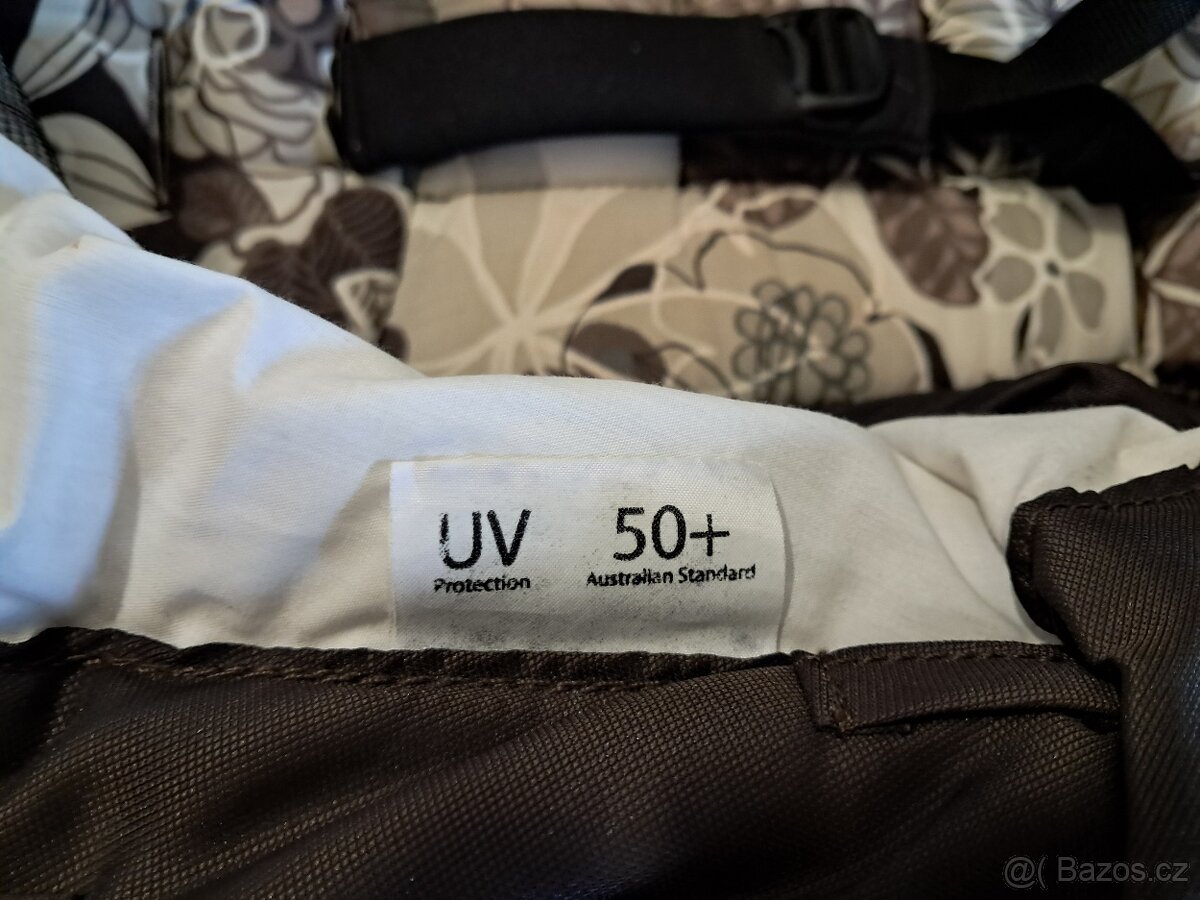 UV 50+
Protection Australian Standard
@( Bazos.cz